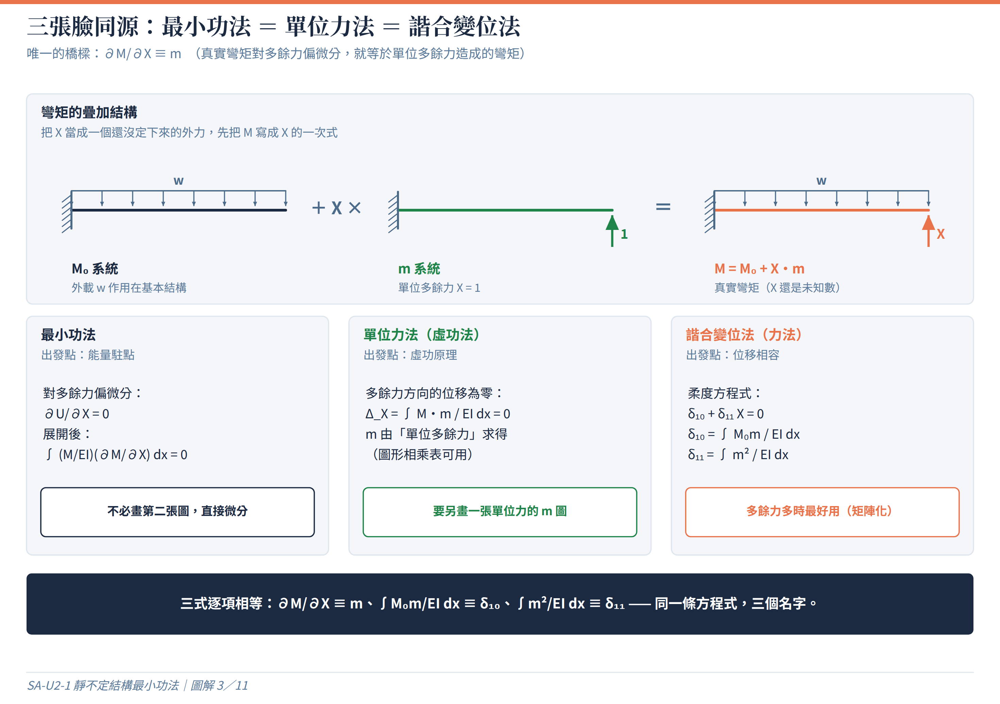 三張臉同源：最小功法 ＝ 單位力法 ＝ 諧合變位法
唯一的橋樑：∂M/∂X ≡ m （真實彎矩對多餘力偏微分，就等於單位多餘力造成的彎矩）
彎矩的疊加結構
把 X 當成一個還沒定下來的外力，先把 M 寫成 X 的一次式
w
+ X ×
1
=
w
X
M₀ 系統
外載 w 作用在基本結構
m 系統
單位多餘力 X = 1
M = M₀ + X・m
真實彎矩（X 還是未知數）
最小功法
出發點：能量駐點
對多餘力偏微分：
∂U/∂X = 0
展開後：
∫ (M/EI)(∂M/∂X) dx = 0
不必畫第二張圖，直接微分
單位力法（虛功法）
出發點：虛功原理
多餘力方向的位移為零：
Δ_X = ∫ M・m / EI dx = 0
m 由「單位多餘力」求得
（圖形相乘表可用）
要另畫一張單位力的 m 圖
諧合變位法（力法）
出發點：位移相容
柔度方程式：
δ₁₀ + δ₁₁ X = 0
δ₁₀ = ∫ M₀m / EI dx
δ₁₁ = ∫ m² / EI dx
多餘力多時最好用（矩陣化）
三式逐項相等：∂M/∂X ≡ m、∫M₀m/EI dx ≡ δ₁₀、∫m²/EI dx ≡ δ₁₁ —— 同一條方程式，三個名字。
SA-U2-1 靜不定結構最小功法｜圖解 3／11